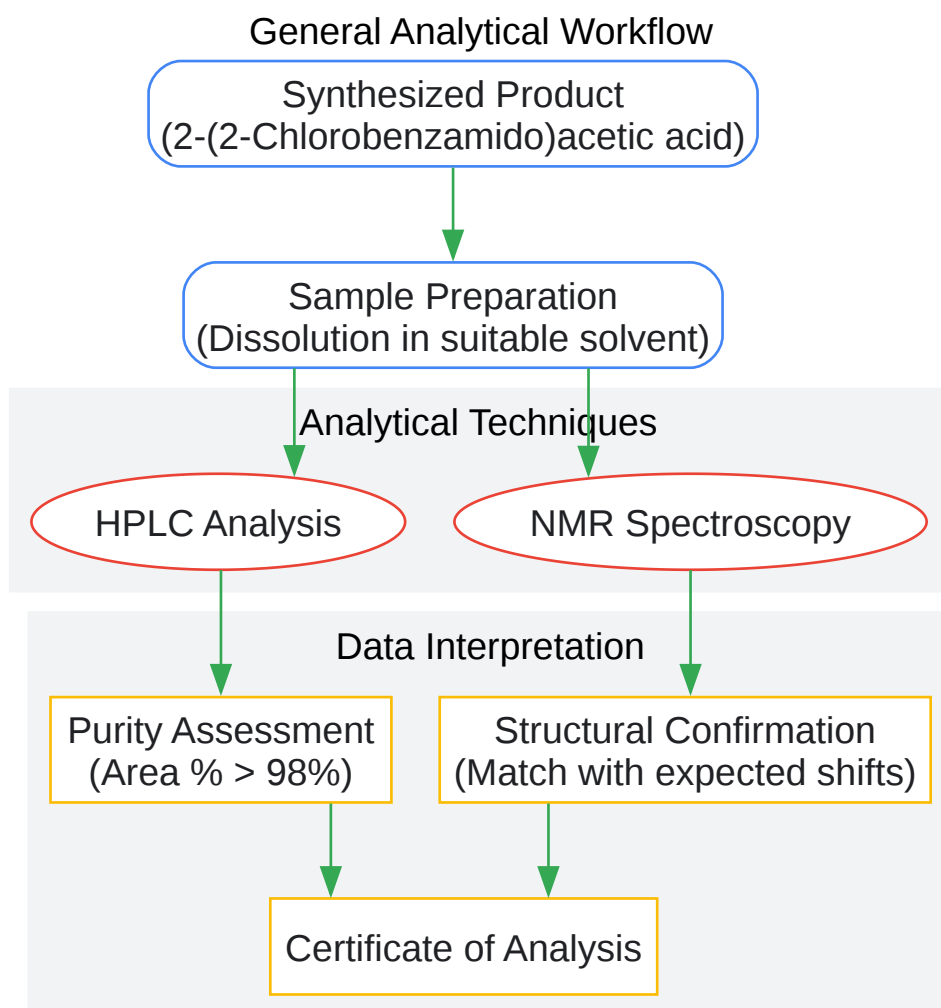 General Analytical Workflow
Synthesized Product
(2-(2-Chlorobenzamido)acetic acid)
Sample Preparation
(Dissolution in suitable solvent)
Analytical Techniques
HPLC Analysis
NMR Spectroscopy
Data Interpretation
Purity Assessment
(Area % > 98%)
Structural Confirmation
(Match with expected shifts)
Certificate of Analysis